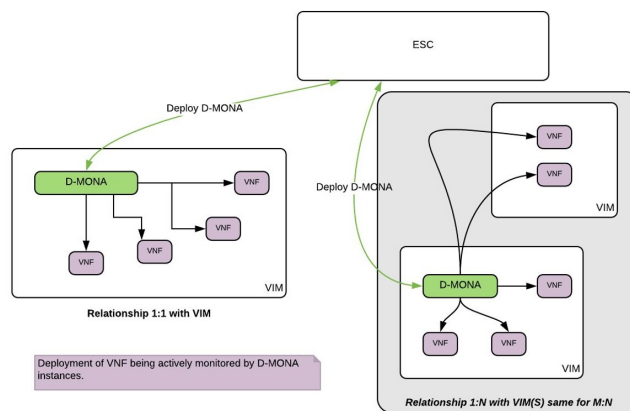 ESC
Deploy D-MONA
VNF
VNF
VIM
D-MONA
VNF
VNF
VNF
VNF
VIM
Relationship 1:1 with VIM
Deploy D-MONA
D-MONA
VNF
VNF
VNF
VIM
Deployment of VNF being actively monitored by D-MONA
instances.
Relationship 1:N with VIM(S) same for M:N